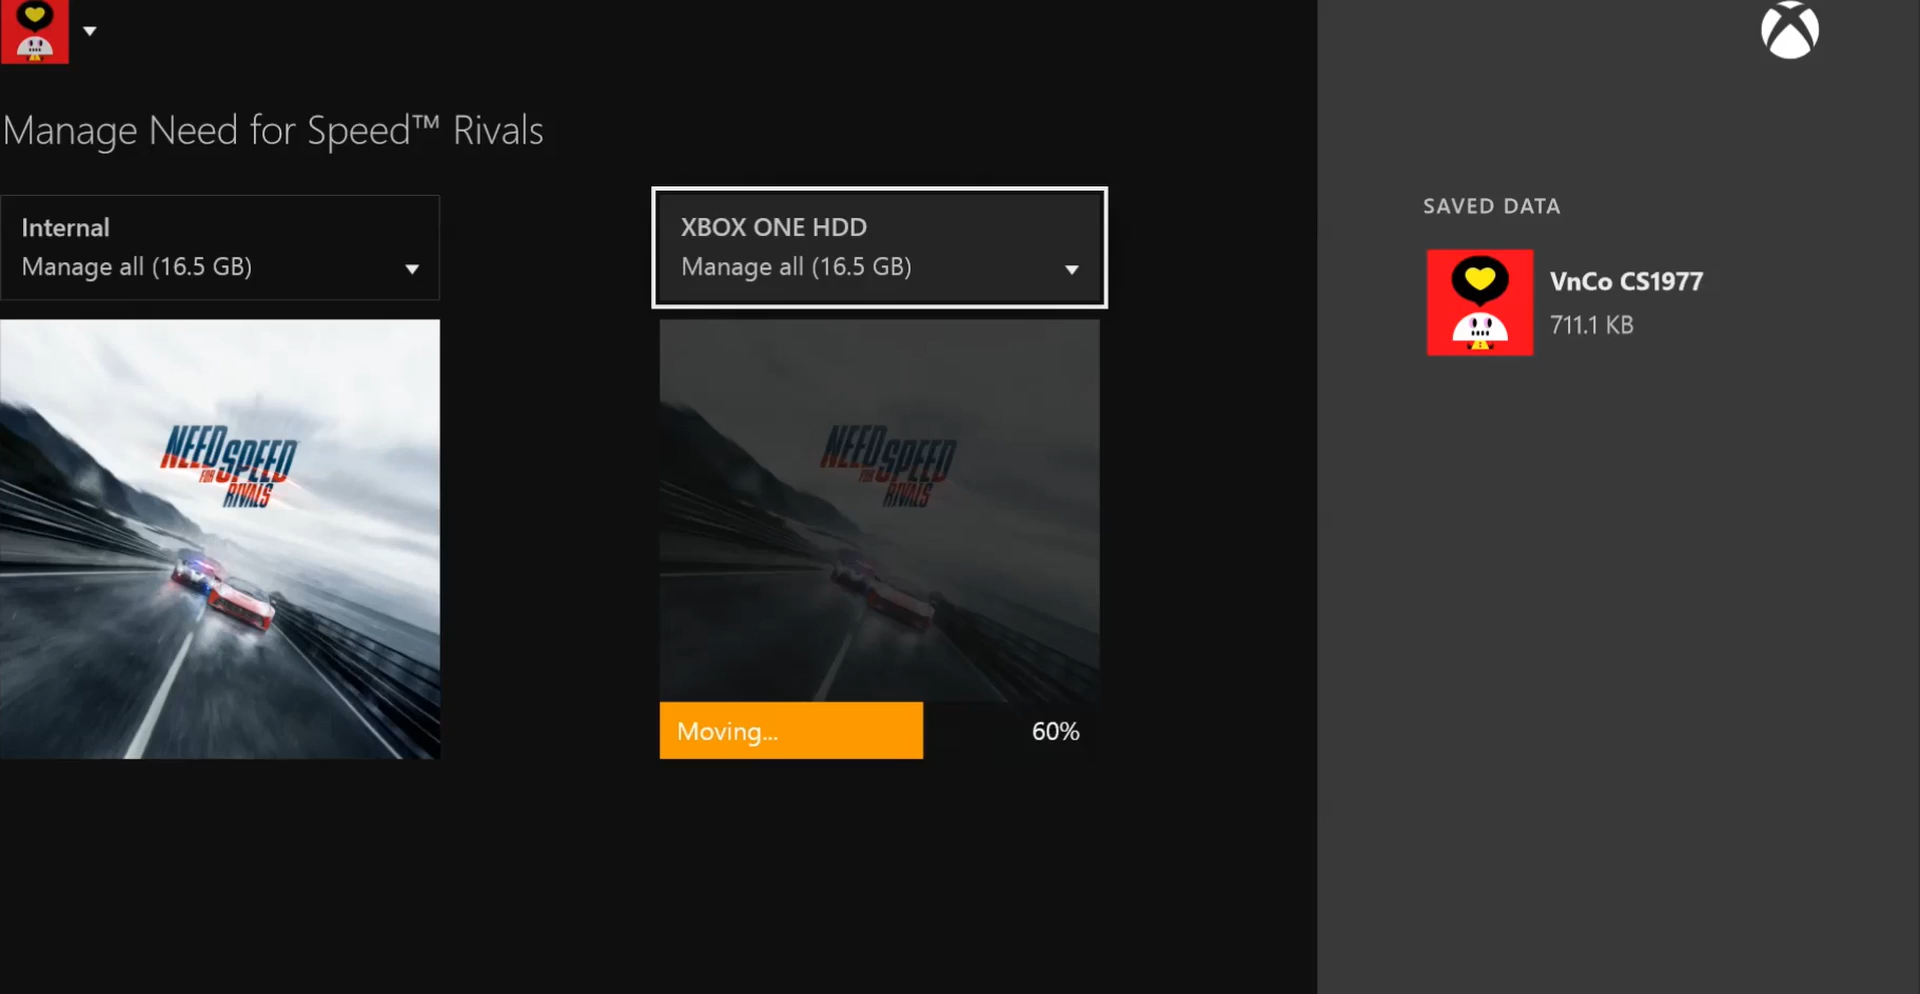 Manage Need for Speed™ Rivals
Internal
Manage all (16.5 GB)
NEED
FOR SPEED
RIVALS
XBOX ONE HDD
Manage all (16.5 GB)
NEED
FOR SPEED
RIVALS
Moving...
60%
SAVED DATA
VnCo CS1977
711.1 KB